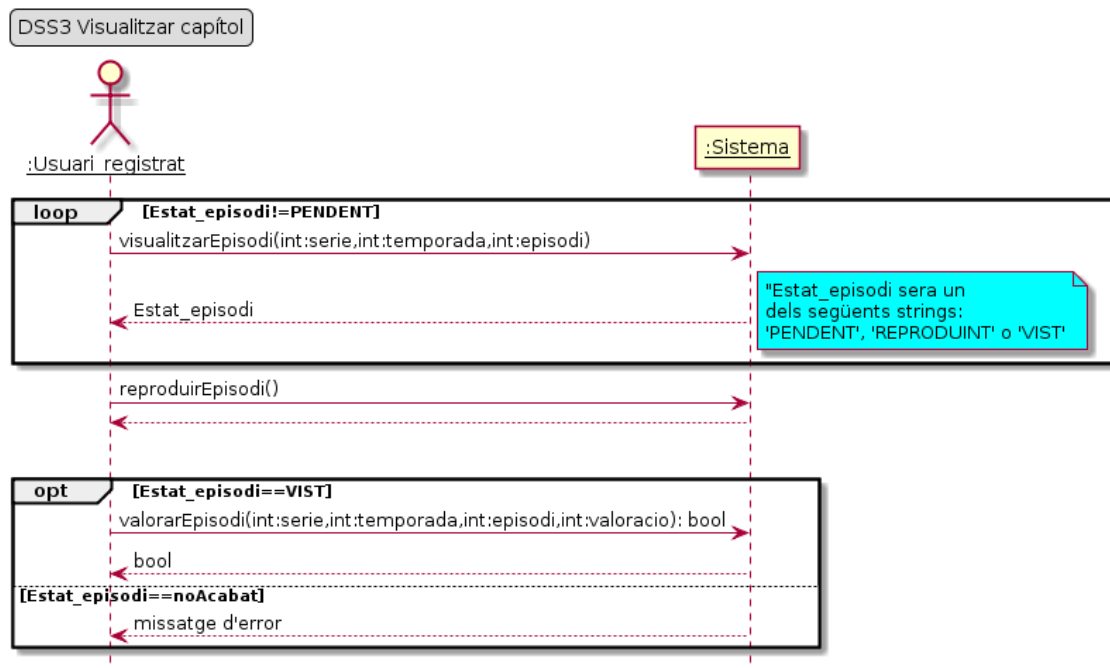 DSS3 Visualitzar capítol
:Usuari registrat
:Sistema
loop [Estat_episodi!=PENDENT]
visualitzarEpisodi(int:serie,int:temporada,int:episodi)
"Estat_episodi sera un
dels següents strings:
'PENDENT', 'REPRODUINT' o 'VIST'
Estat_episodi
reproduirEpisodi()
opt [Estat_episodi==VIST]
valorarEpisodi(int:serie,int:temporada,int:episodi,int:valoracio): bool
bool
[Estat_episodi==noAcabat]
missatge d'error